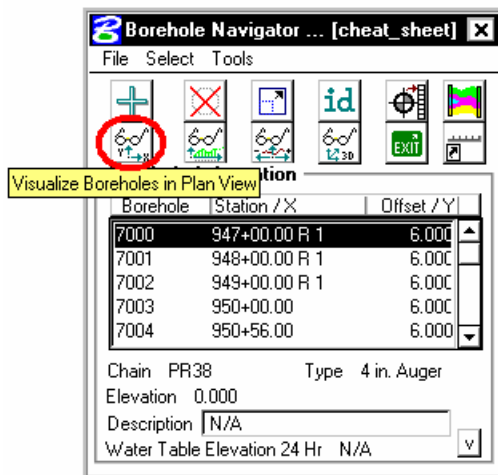 Borehole Navigator ... [cheat_sheet]
File Select Tools
id
Y X 3D EXIT
Visualize Boreholes in Plan View
Borehole Station / X Offset / Y
7000 947+00.00 R 1 6.000
7001 948+00.00 R 1 6.000
7002 949+00.00 R 1 6.000
7003 950+00.00 6.000
7004 950+56.00 6.000
Chain PR38 Type 4 in. Auger
Elevation 0.000
Description N/A
Water Table Elevation 24 Hr N/A v